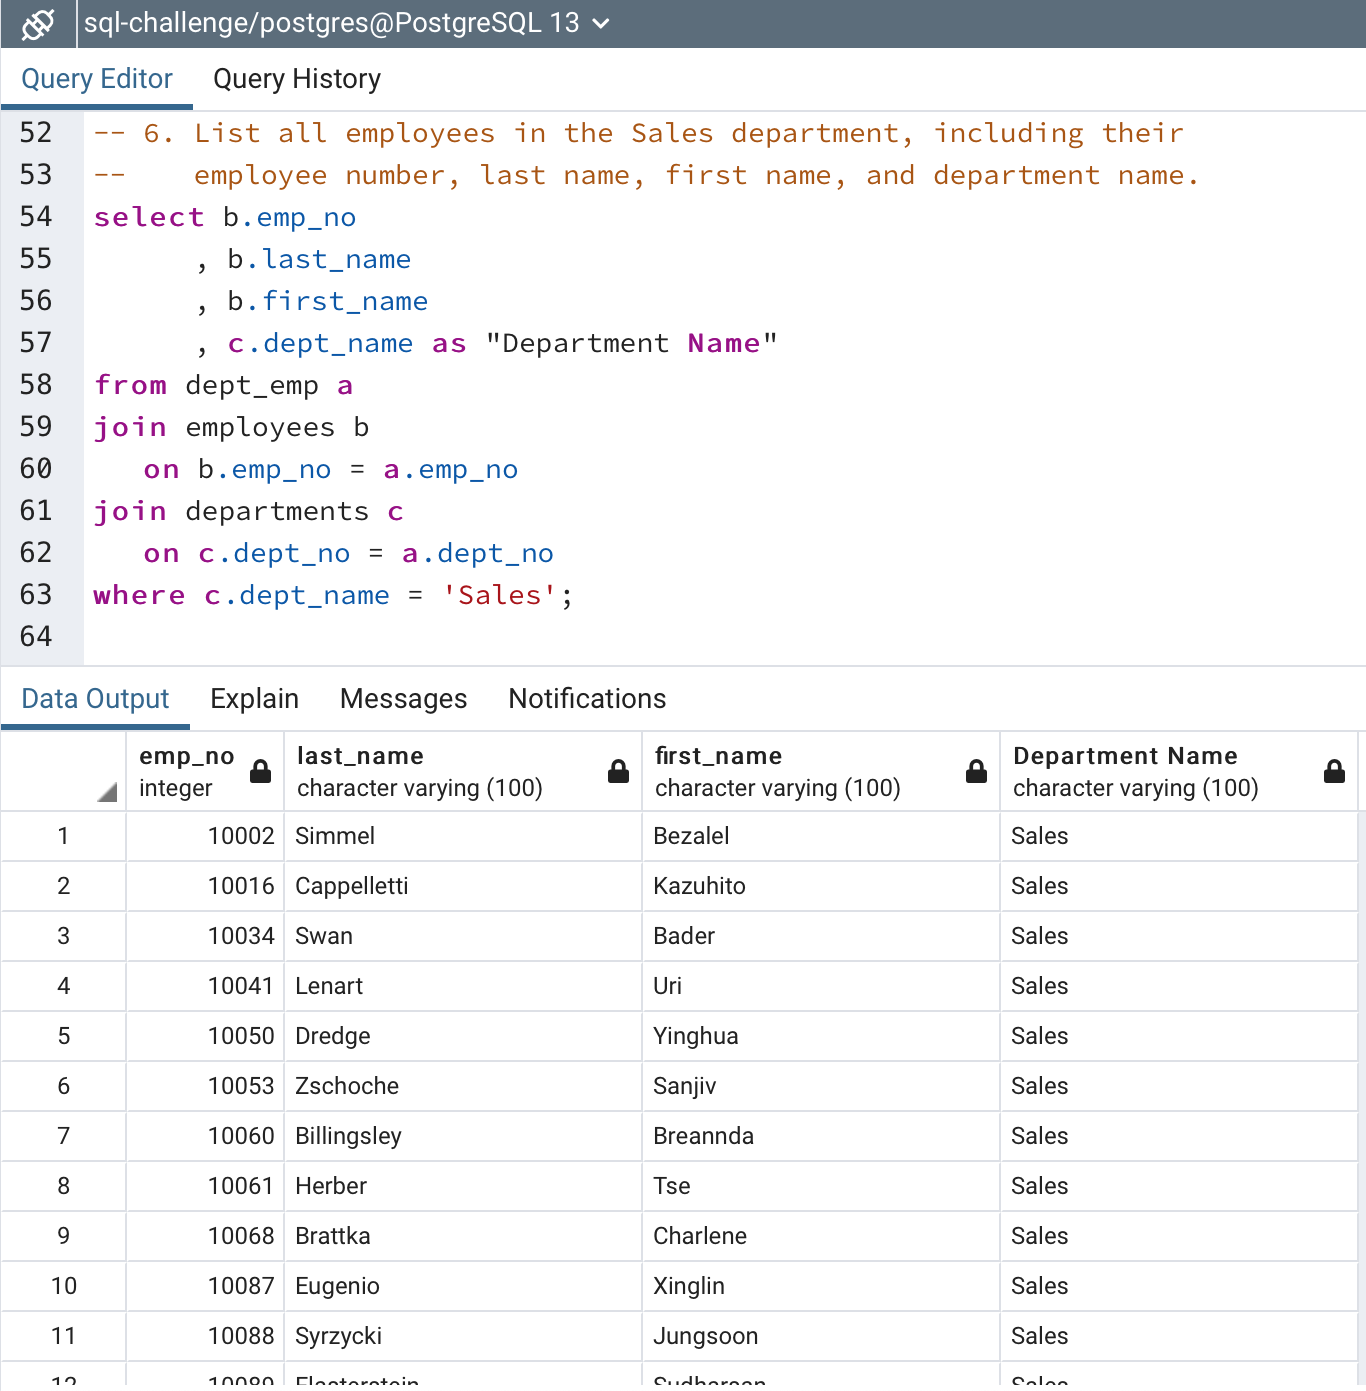 sql-challenge/postgres@PostgreSQL 13
Query Editor Query History
52 -- 6. List all employees in the Sales department, including their
53 --    employee number, last name, first name, and department name.
54 select b.emp_no
55 , b.last_name
56 , b.first_name
57 , c.dept_name as "Department Name"
58 from dept_emp a
59 join employees b
60 on b.emp_no = a.emp_no
61 join departments c
62 on c.dept_no = a.dept_no
63 where c.dept_name = 'Sales';
64
Data Output Explain Messages Notifications
emp_no last_name first_name Department Name
integer character varying (100) character varying (100) character varying (100)
1 10002 Simmel Bezalel Sales
2 10016 Cappelletti Kazuhito Sales
3 10034 Swan Bader Sales
4 10041 Lenart Uri Sales
5 10050 Dredge Yinghua Sales
6 10053 Zschoche Sanjiv Sales
7 10060 Billingsley Breannda Sales
8 10061 Herber Tse Sales
9 10068 Brattka Charlene Sales
10 10087 Eugenio Xinglin Sales
11 10088 Syrzycki Jungsoon Sales
12 10089 Sales